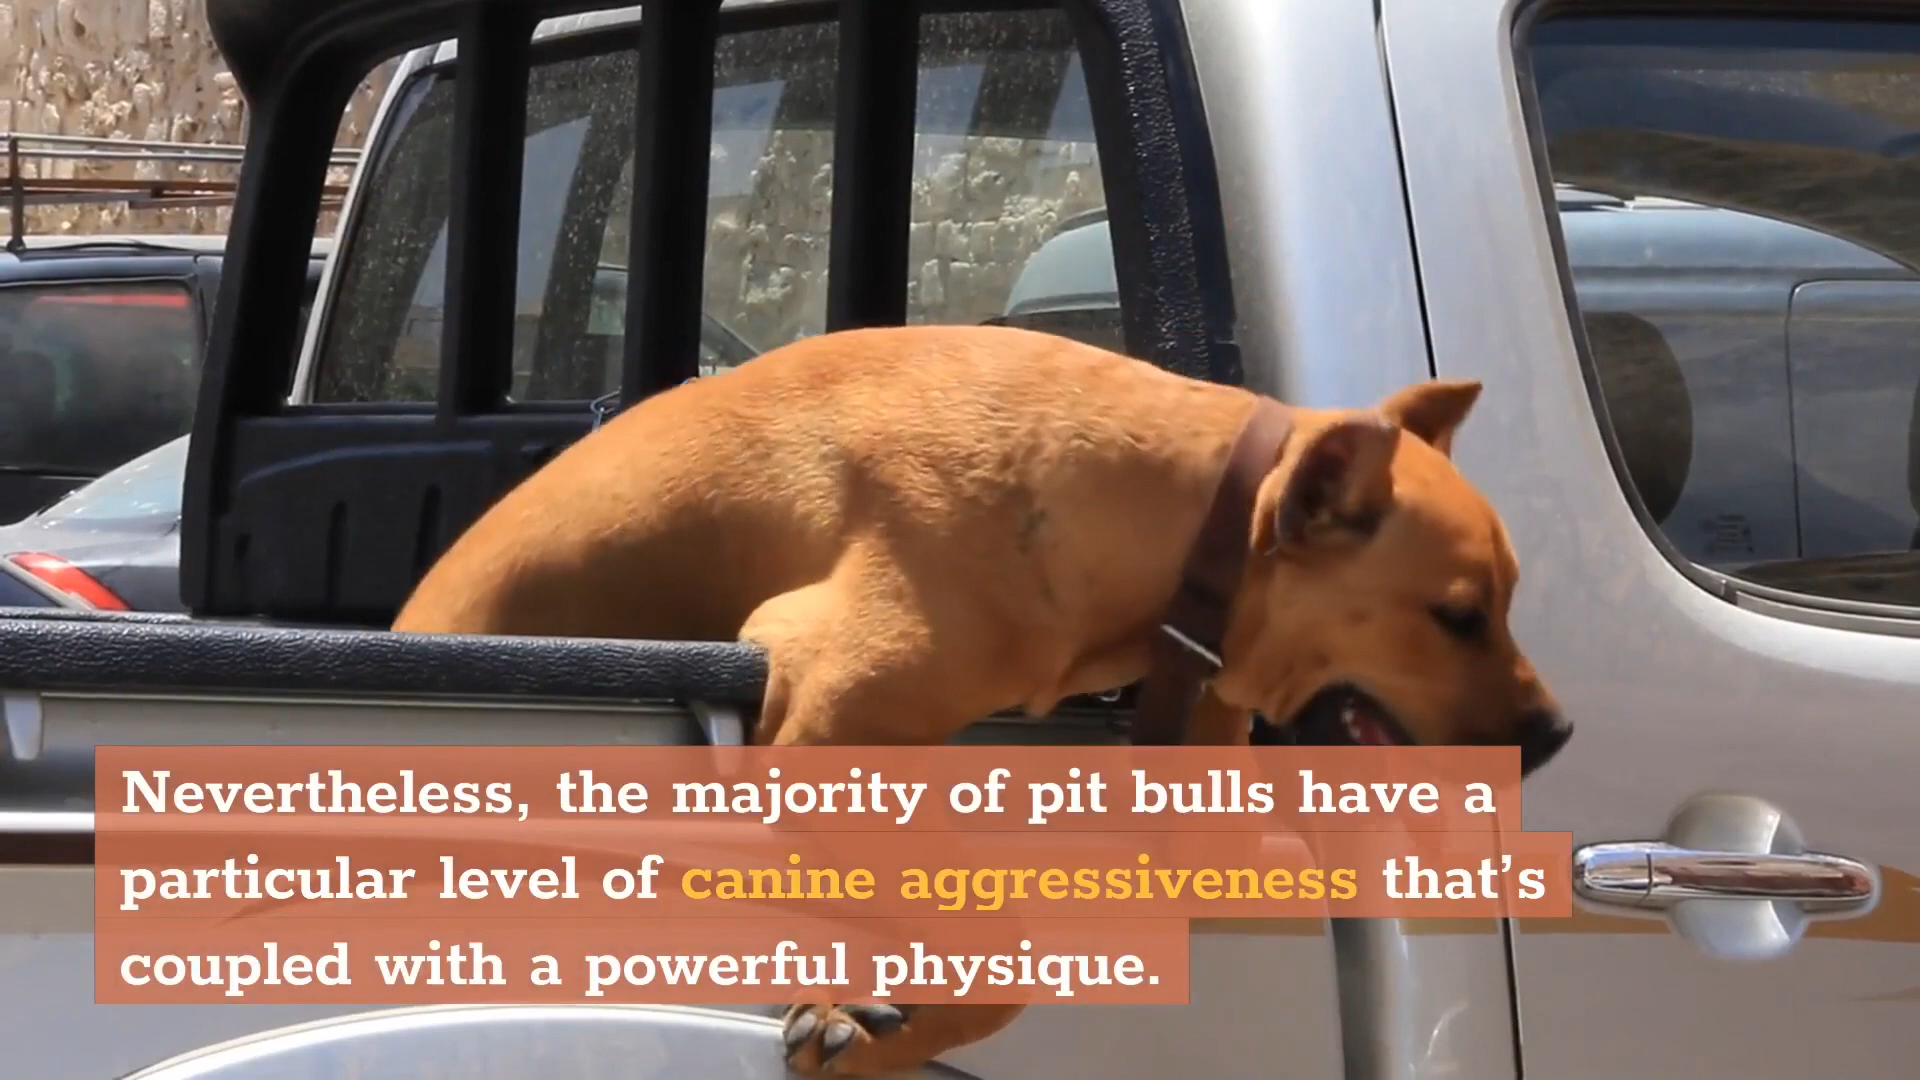 Nevertheless, the majority of pit bulls have a
particular level of canine aggressiveness that’s
coupled with a powerful physique.